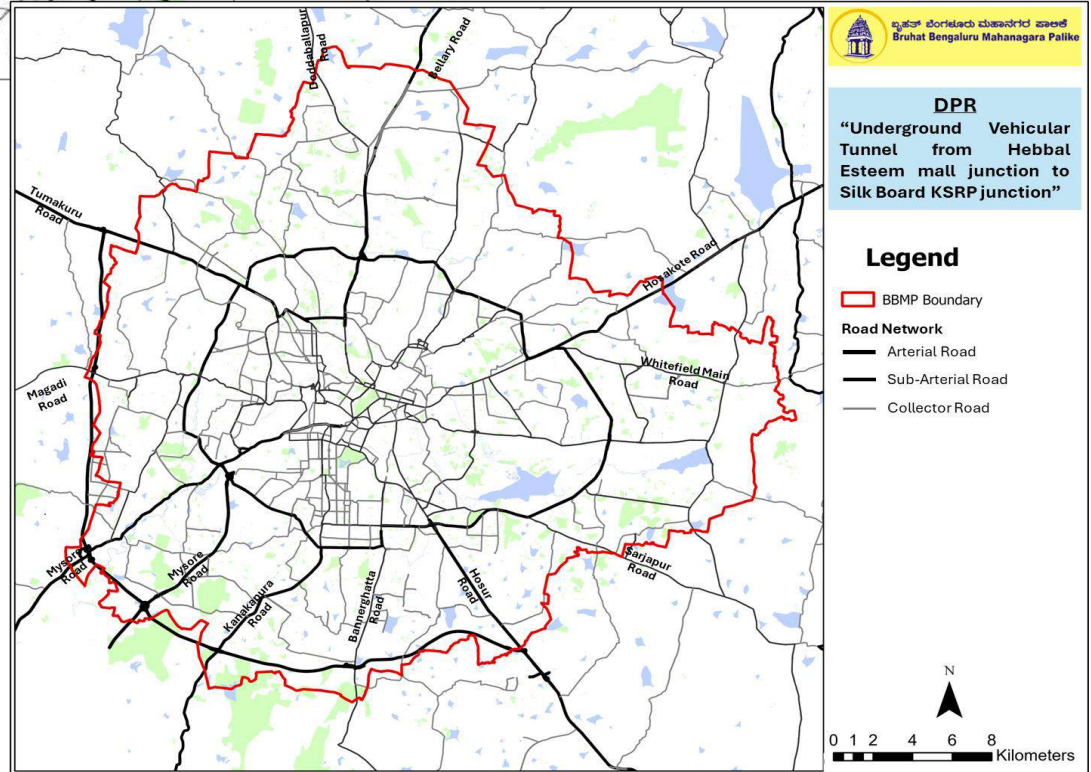 ಬೃಹತ್ ಬೆಂಗಳೂರು ಮಹಾನಗರ ಪಾಲಿಕೆ
Bruhat Bengaluru Mahanagara Palike
DPR
“Underground Vehicular
Tunnel from Hebbal
Esteem mall junction to
Silk Board KSRP junction”
Legend
BBMP Boundary
Road Network
Arterial Road
Sub-Arterial Road
Collector Road
N
0 1 2 4 6 8
Kilometers
Doddaballapur
Road
Bellary Road
Tumakuru
Road
Hosakote Road
Whitefield Main
Road
Magadi
Road
Mysore
Road
Mysore
Road
Kanakapura
Road
Bannerghatta
Road
Hosur
Road
Sarjapur
Road